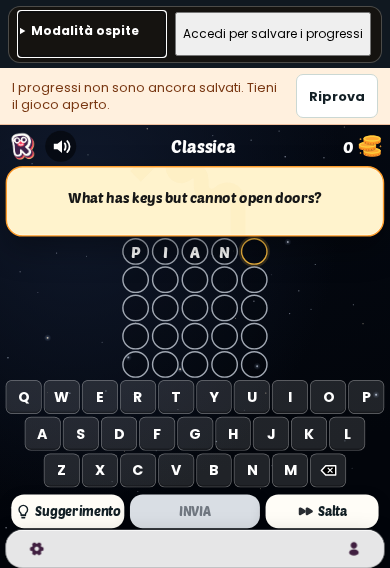 Modalità ospite
Accedi per salvare i progressi
I progressi non sono ancora salvati. Tieni
il gioco aperto.
Riprova
Classica
0
What has keys but cannot open doors?
P I A N
Q W E R T Y U I O P
A S D F G H J K L
Z X C V B N M
Suggerimento
INVIA
Salta